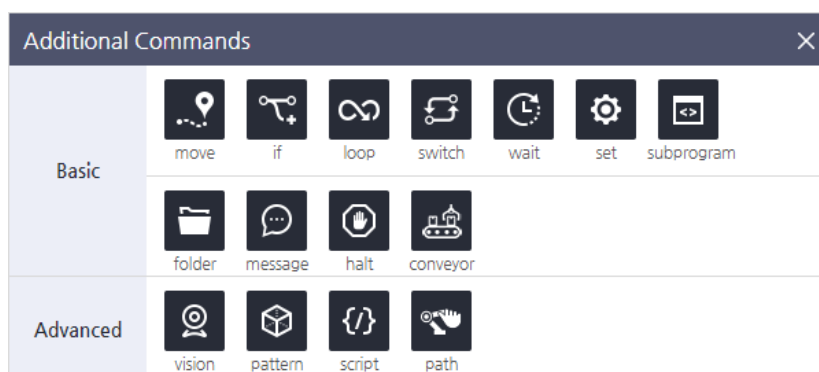 Additional Commands
Basic
move if loop switch wait set subprogram
folder message halt conveyor
Advanced
vision pattern script path